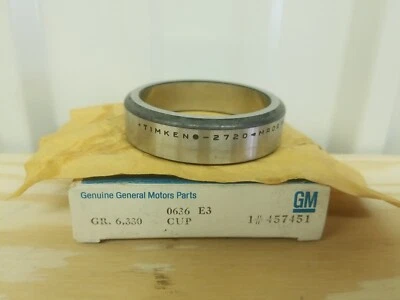 •TIMKEN®-2720◄
Genuine General Motors Parts
GM
0636 E3
GR. 6.330 CUP 1# 457451